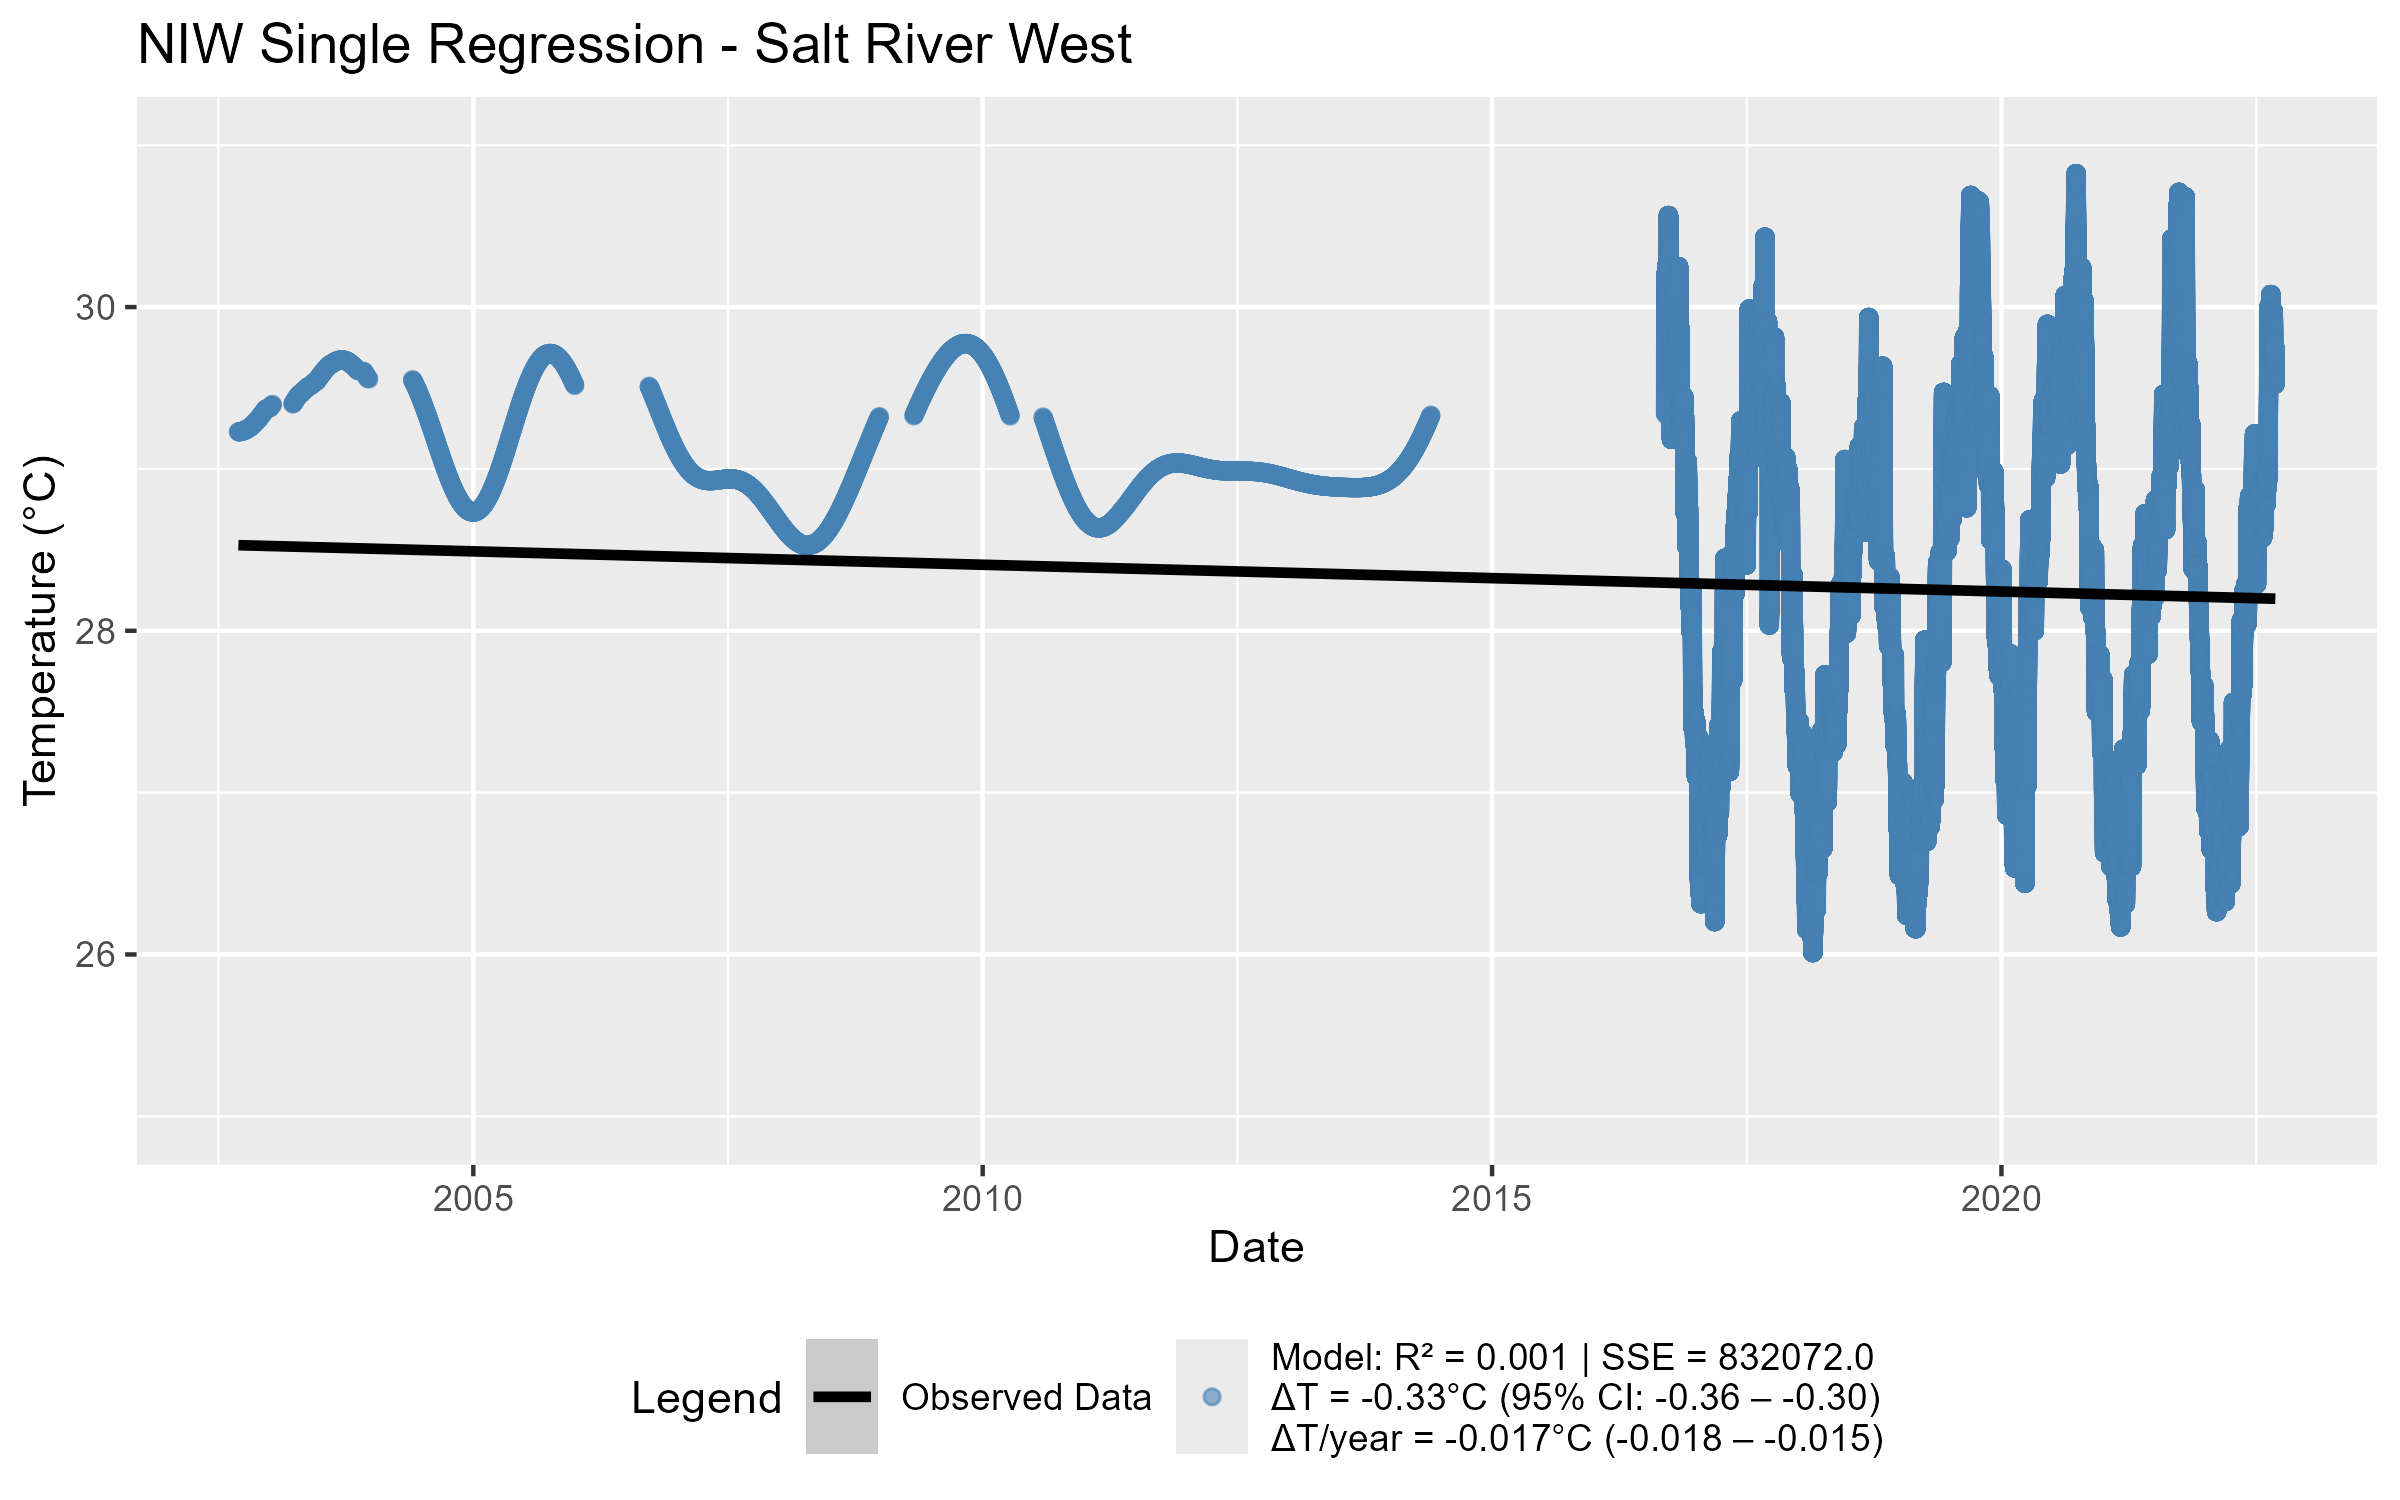 NIW Single Regression - Salt River West
Temperature (°C)
30
28
26
2005
2010
2015
2020
Date
Legend
Observed Data
Model: R² = 0.001 | SSE = 832072.0
ΔT = -0.33°C (95% CI: -0.36 – -0.30)
ΔT/year = -0.017°C (-0.018 – -0.015)